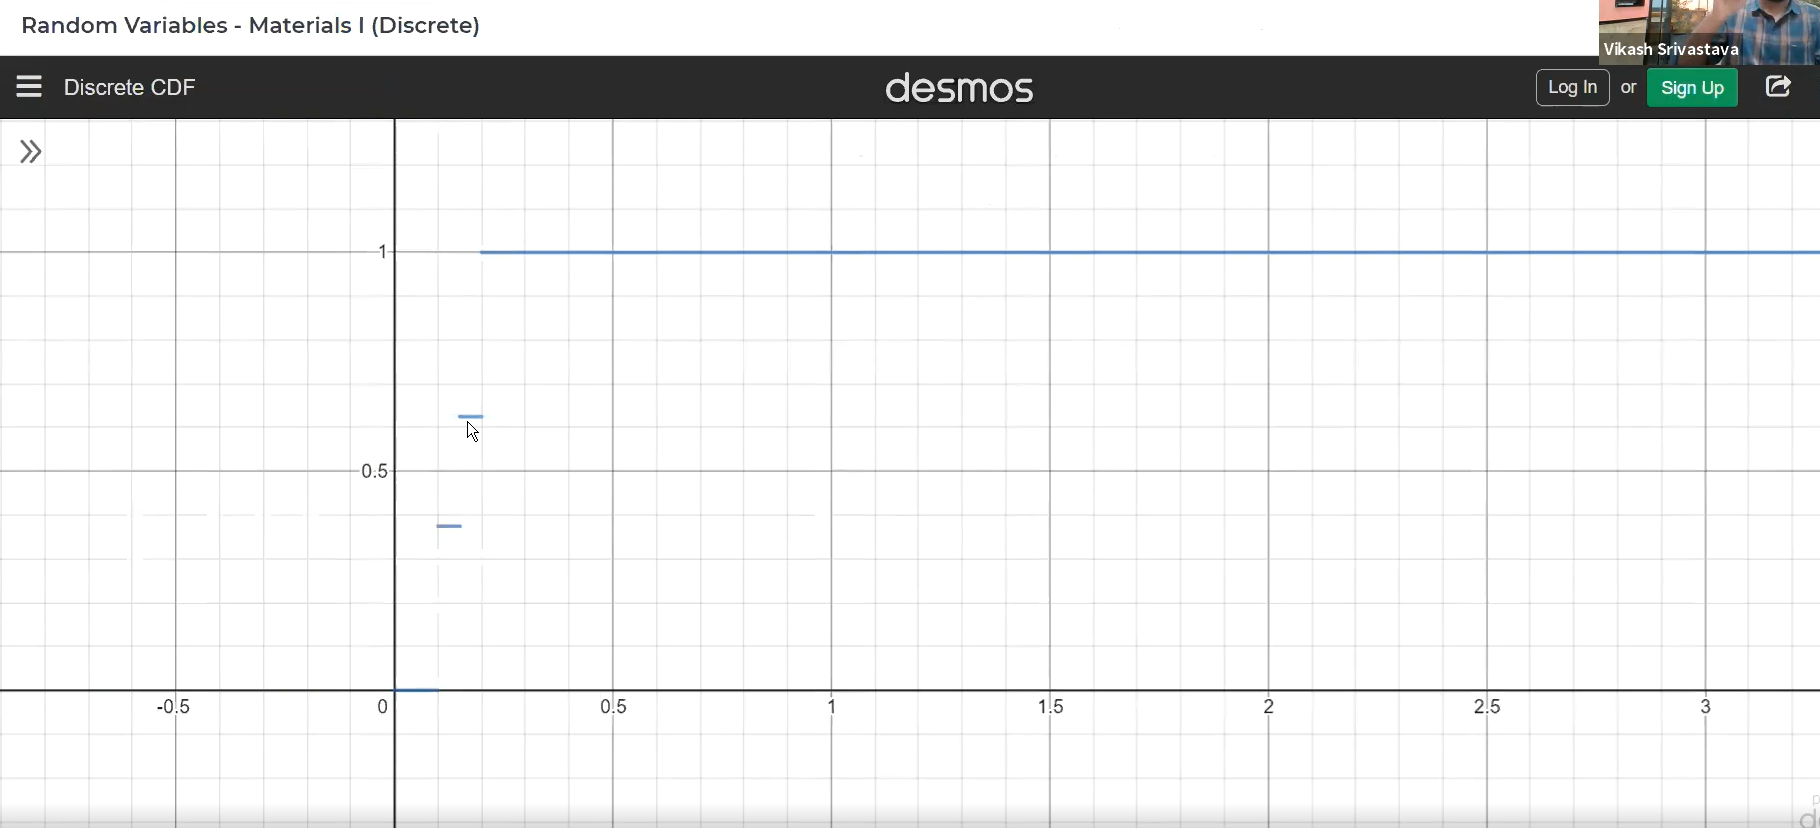 Random Variables - Materials I (Discrete)
Vikash Srivastava
Discrete CDF
desmos
Log In or Sign Up
1
0.5
-0.5 0 0.5 1 1.5 2 2.5 3